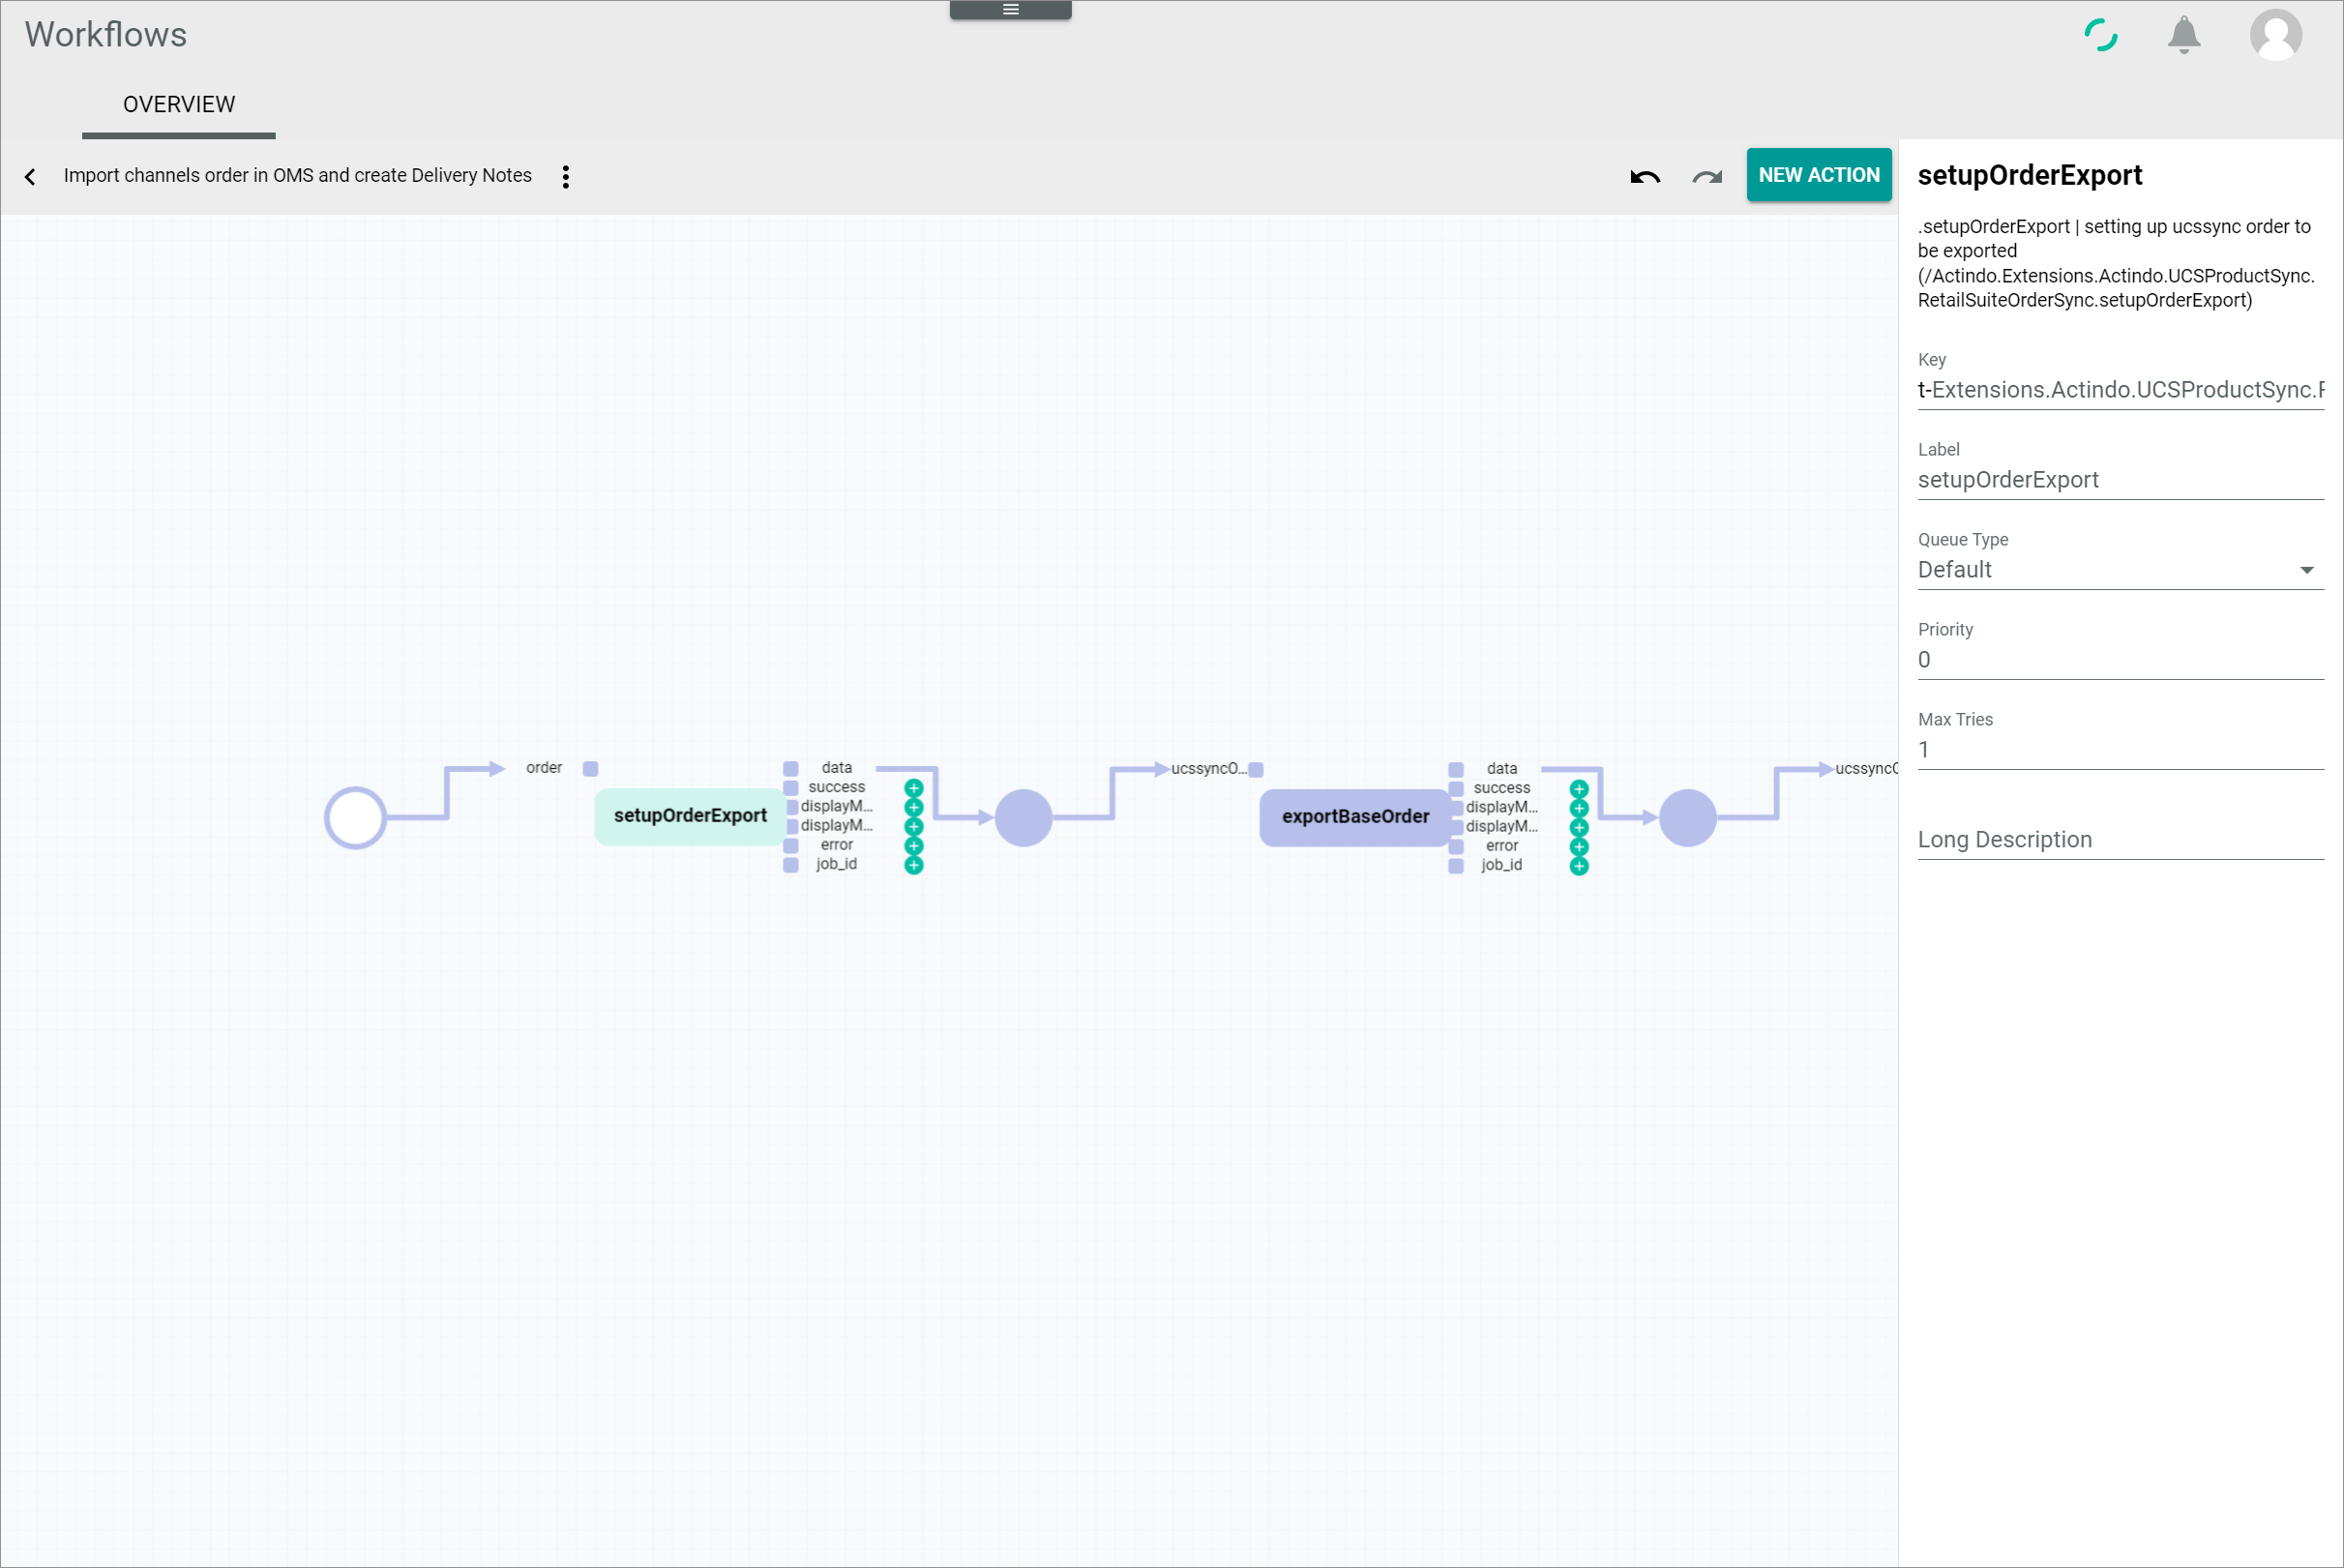 Workflows
OVERVIEW
Import channels order in OMS and create Delivery Notes
NEW ACTION
order
setupOrderExport
data
success
displayM...
displayM...
error
job_id
ucssyncO...
exportBaseOrder
data
success
displayM...
displayM...
error
job_id
ucssyncO
setupOrderExport
.setupOrderExport | setting up ucssync order to
be exported
(/Actindo.Extensions.Actindo.UCSProductSync.
RetailSuiteOrderSync.setupOrderExport)
Key
t-Extensions.Actindo.UCSProductSync.R
Label
setupOrderExport
Queue Type
Default
Priority
0
Max Tries
1
Long Description